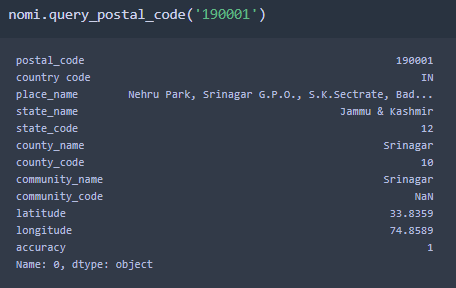 nomi.query_postal_code('190001')
postal_code 190001
country code IN
place_name Nehru Park, Srinagar G.P.O., S.K.Sectrate, Bad...
state_name Jammu & Kashmir
state_code 12
county_name Srinagar
county_code 10
community_name Srinagar
community_code NaN
latitude 33.8359
longitude 74.8589
accuracy 1
Name: 0, dtype: object